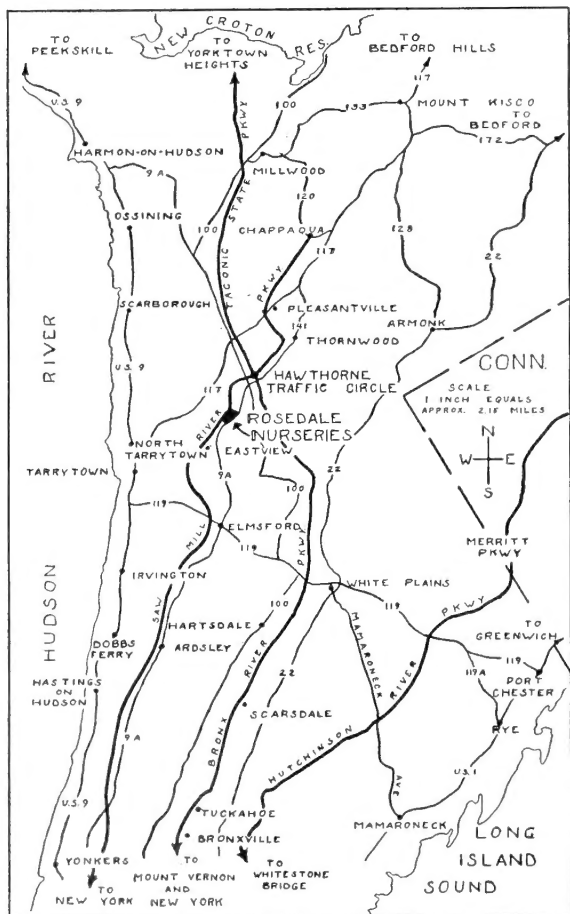 TO
PEEKSKILL
NEW CROTON RES.
TO
YORKTOWN
HEIGHTS
TO
BEDFORD HILLS
117
U.S. 9
PKWY
100
133
MOUNT KISCO
TO
BEDFORD
172
HARMON-ON-HUDSON
9A
MILLWOOD
STATE
120
OSSINING
100
CHAPPAQUA
TACONIC
117
128
22
PKWY
SCARBOROUGH
PLEASANTVILLE
ARMONK
141
THORNWOOD
RIVER
U.S. 9
CONN.
HAWTHORNE
TRAFFIC CIRCLE
SCALE
1 INCH EQUALS
APPROX. 2.18 MILES
117
ROSEDALE
NURSERIES
N
W E
S
RIVER
NORTH
TARRYTOWN
EASTVIEW
TARRYTOWN
9A
22
100
119
ELMSFORD
MILL
119
PKWY
MERRITT
PKWY
IRVINGTON
WHITE PLAINS
SAW
119
PKWY
HUDSON
HARTSDALE
100
MAMARONECK
TO
GREENWICH
DOBBS
FERRY
ARDSLEY
RIVER
22
119
119A
PORT
CHESTER
HASTINGS
ON
HUDSON
RIVER
SCARSDALE
BRONX
RYE
9A
HUTCHINSON
AVE
U.S. 1
U.S. 9
TUCKAHOE
MAMARONECK
BRONXVILLE
LONG
ISLAND
SOUND
YONKERS
TO
NEW YORK
TO
MOUNT VERNON
AND
NEW YORK
TO
WHITESTONE
BRIDGE